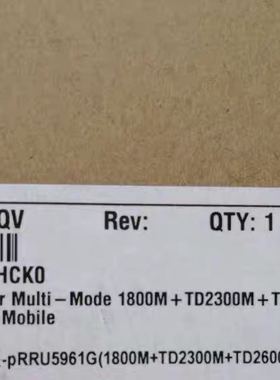 QV Rev: QTY: 1
HCK0
r Multi-Mode 1800M+TD2300M+T
Mobile
-pRRU5961G(1800M+TD2300M+TD2600